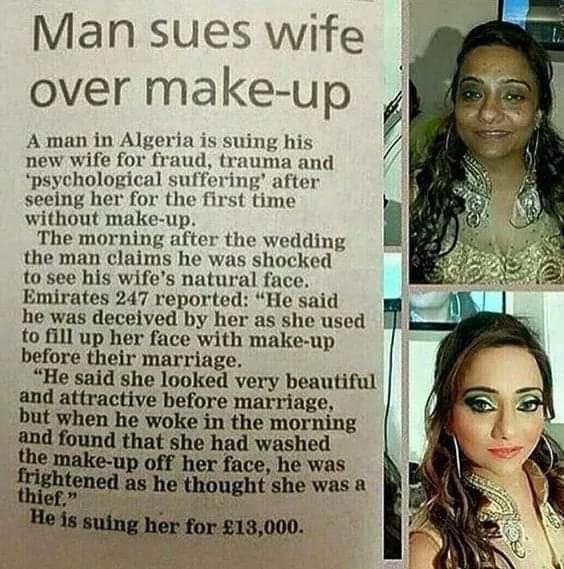 Man sues wife
over make-up
A man in Algeria is suing his
new wife for fraud, trauma and
‘psychological suffering’ after
seeing her for the first time
without make-up.
The morning after the wedding
the man claims he was shocked
to see his wife’s natural face.
Emirates 247 reported: “He said
he was deceived by her as she used
to fill up her face with make-up
before their marriage.
“He said she looked very beautiful
and attractive before marriage,
but when he woke in the morning
and found that she had washed
the make-up off her face, he was
frightened as he thought she was a
thief.”
He is suing her for £13,000.